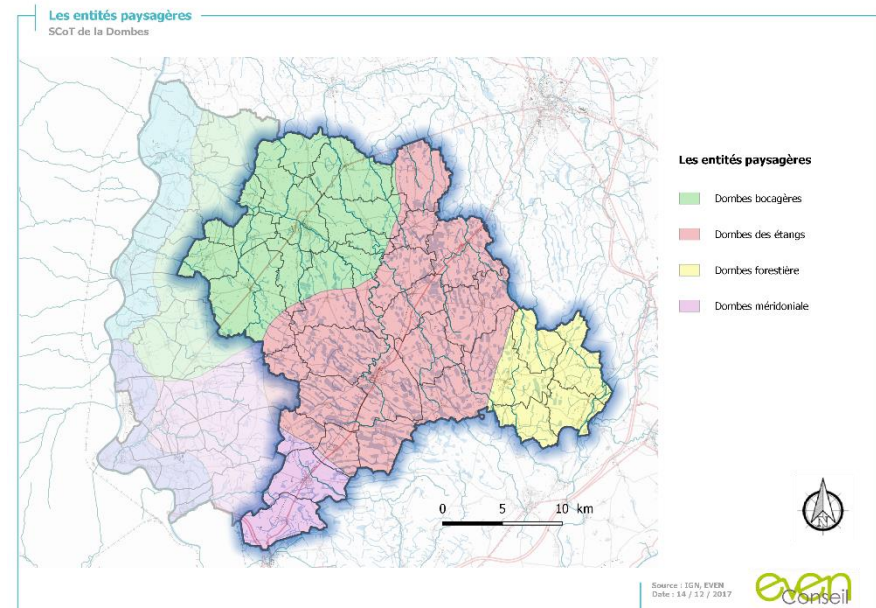 Les entités paysagères
SCoT de la Dombes
Les entités paysagères
Dombes bocagères
Dombes des étangs
Dombes forestière
Dombes méridoniale
0 5 10 km
N
Source : IGN, EVEN
Date : 14 / 12 / 2017
even
Conseil